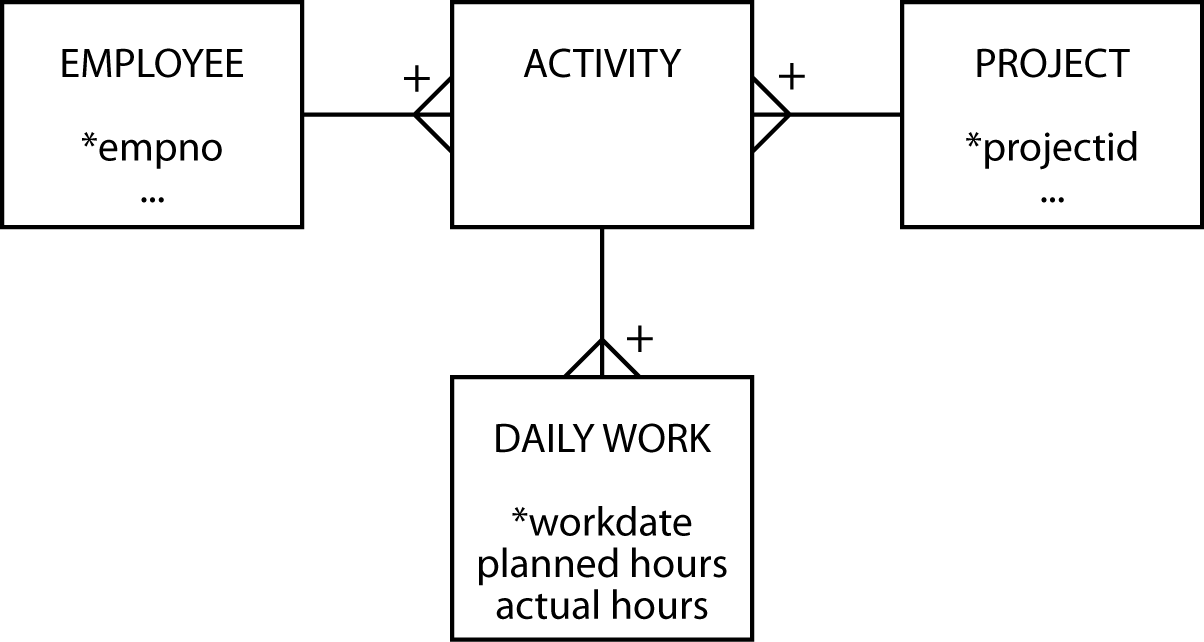 EMPLOYEE
*empno
...
+
ACTIVITY
+
PROJECT
*projectid
...
+
DAILY WORK
*workdate
planned hours
actual hours